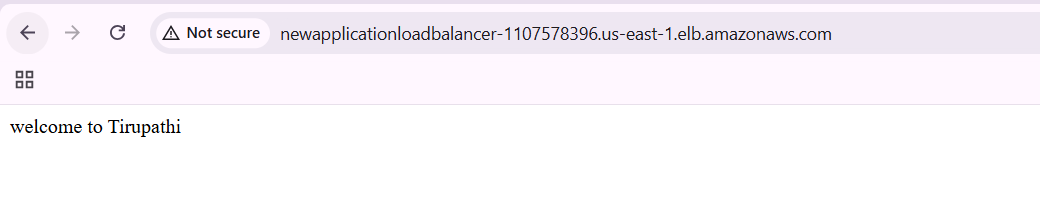 Not secure newapplicationloadbalancer-1107578396.us-east-1.elb.amazonaws.com
welcome to Tirupathi